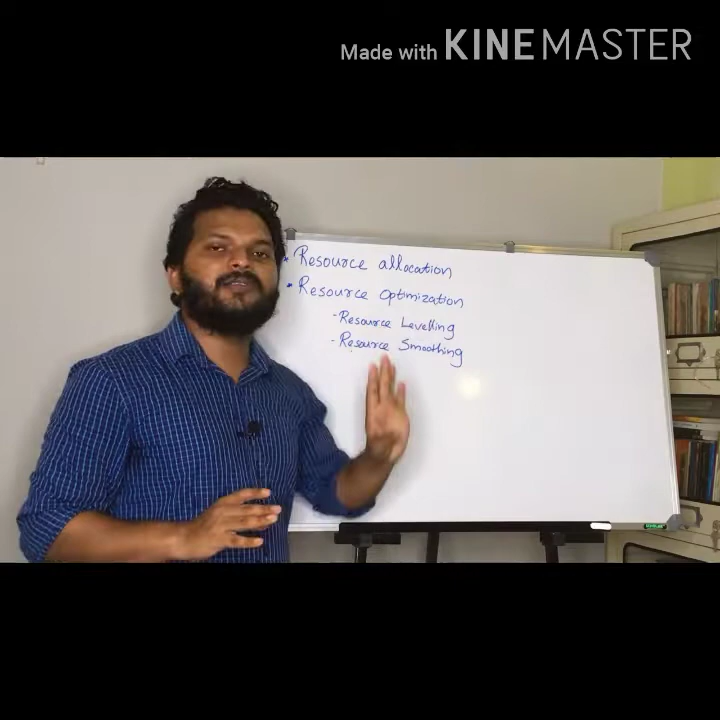 Made with KINEMASTER
Resource allocation
Resource Optimization
- Resource Levelling
- Resource Smoothing